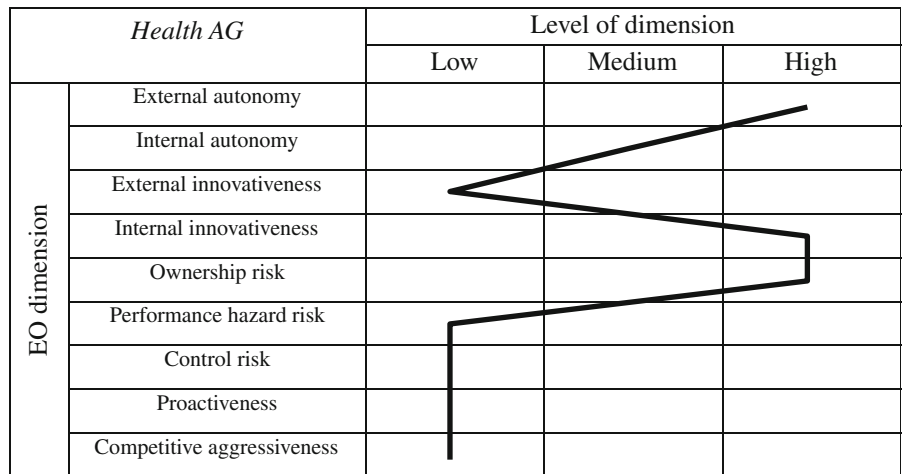 Health AG
Level of dimension
Low Medium High
EO dimension
External autonomy
Internal autonomy
External innovativeness
Internal innovativeness
Ownership risk
Performance hazard risk
Control risk
Proactiveness
Competitive aggressiveness